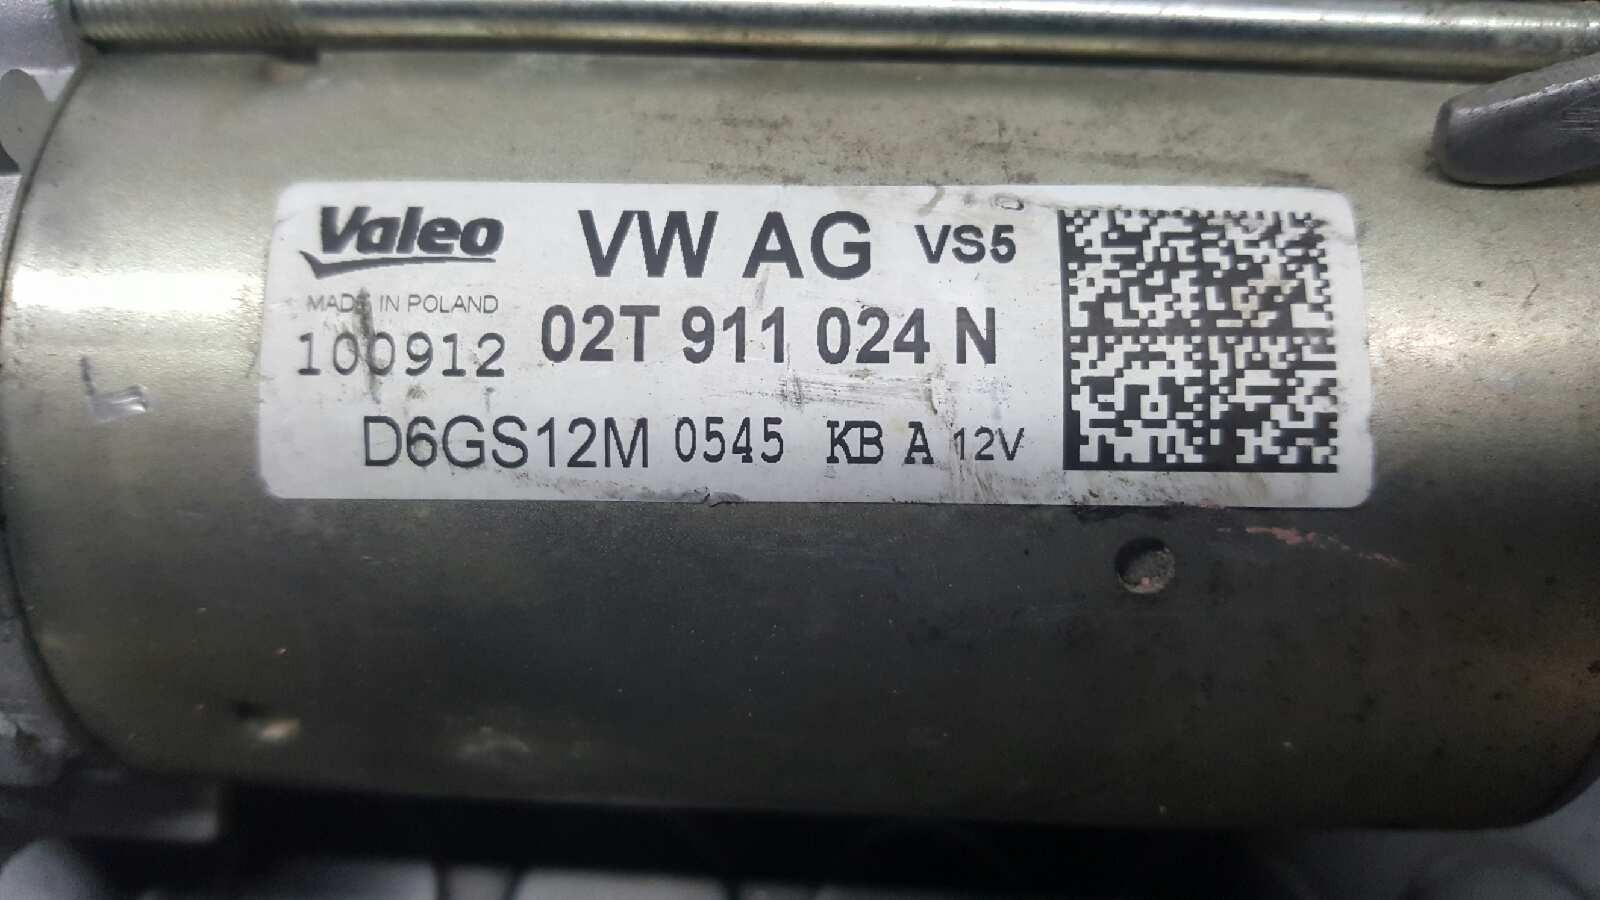 Valeo VW AG VS5
MADE IN POLAND
100912 02T 911 024 N
D6GS12M 0545 KB A 12V